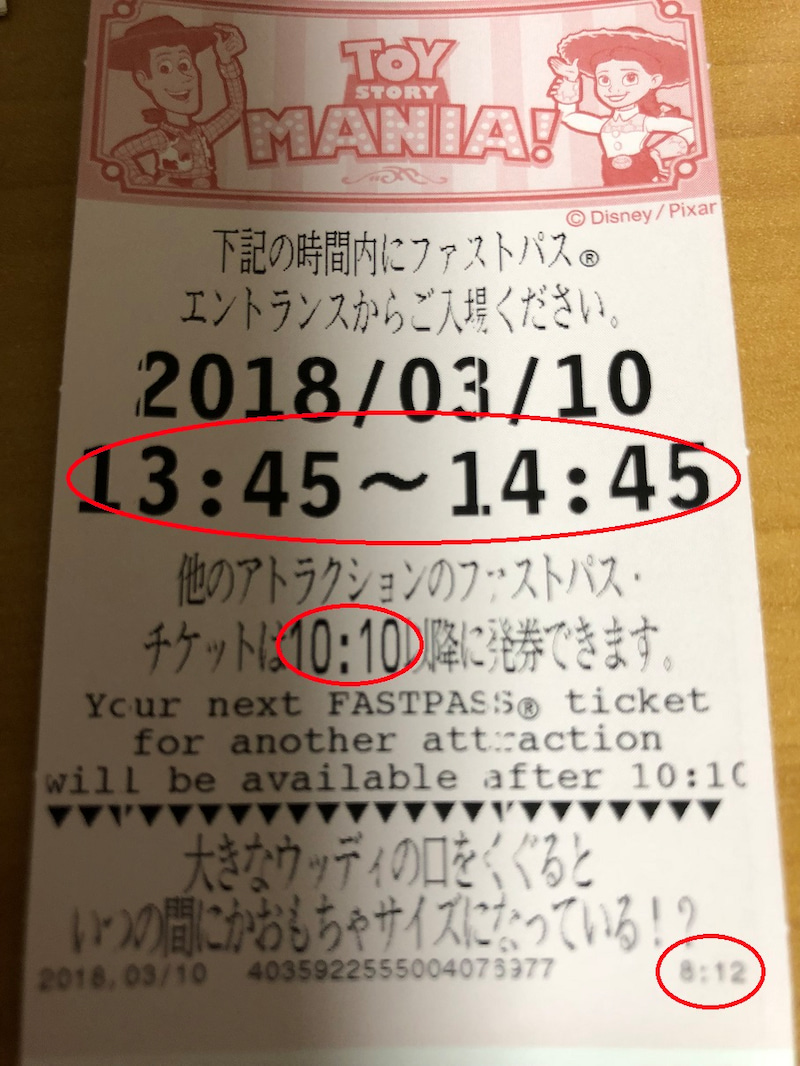 TOY
STORY
MANIA!
© Disney/Pixar
下記の時間内にファストパス®
エントランスからご入場ください。
2018/03/10
13:45～14:45
他のアトラクションのファストパス・
チケットは10:10以降に発券できます。
Your next FASTPASS® ticket
for another attraction
will be available after 10:10
▼▼▼▼▼▼▼▼▼▼▼▼▼▼▼▼▼▼▼▼▼▼▼
大きなウッディの口をくぐると
いつの間にかおもちゃサイズになっている！？
2018.03/10 8:12